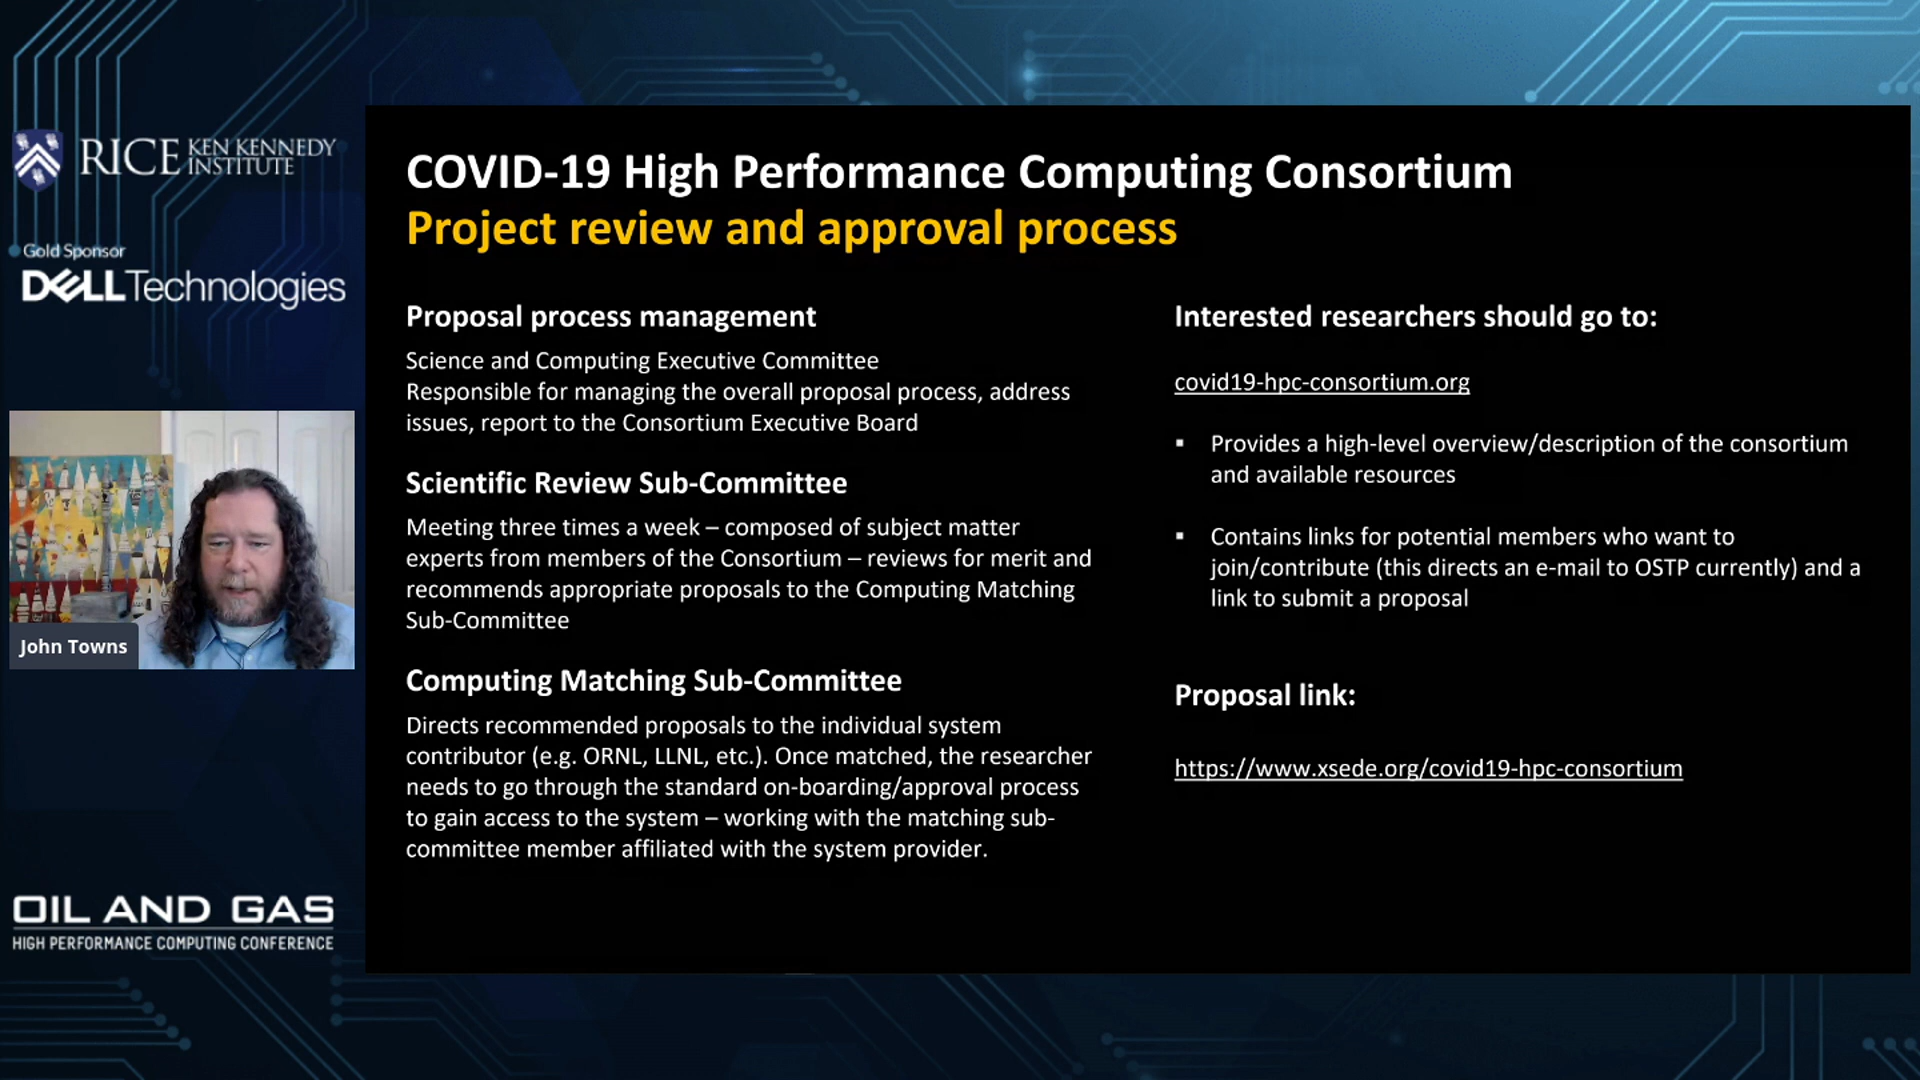 RICE KEN KENNEDY
INSTITUTE
Gold Sponsor
DELL Technologies
John Towns
OIL AND GAS
HIGH PERFORMANCE COMPUTING CONFERENCE
COVID-19 High Performance Computing Consortium
Project review and approval process
Proposal process management
Science and Computing Executive Committee
Responsible for managing the overall proposal process, address
issues, report to the Consortium Executive Board
Scientific Review Sub-Committee
Meeting three times a week – composed of subject matter
experts from members of the Consortium – reviews for merit and
recommends appropriate proposals to the Computing Matching
Sub-Committee
Computing Matching Sub-Committee
Directs recommended proposals to the individual system
contributor (e.g. ORNL, LLNL, etc.). Once matched, the researcher
needs to go through the standard on-boarding/approval process
to gain access to the system – working with the matching sub-
committee member affiliated with the system provider.
Interested researchers should go to:
covid19-hpc-consortium.org
▪ Provides a high-level overview/description of the consortium
and available resources
▪ Contains links for potential members who want to
join/contribute (this directs an e-mail to OSTP currently) and a
link to submit a proposal
Proposal link:
https://www.xsede.org/covid19-hpc-consortium